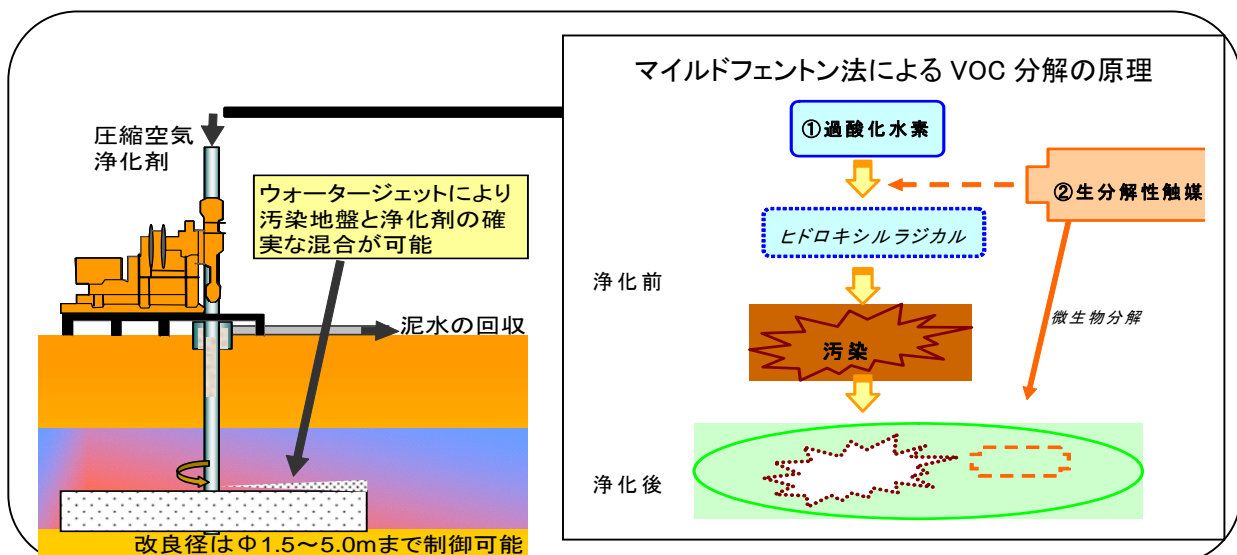 圧縮空気
浄化剤
ウォータージェットにより
汚染地盤と浄化剤の確
実な混合が可能
泥水の回収
改良径はΦ1.5～5.0mまで制御可能
マイルドフェントン法による VOC 分解の原理
①過酸化水素
②生分解性触媒
ヒドロキシルラジカル
浄化前
汚染
微生物分解
浄化後